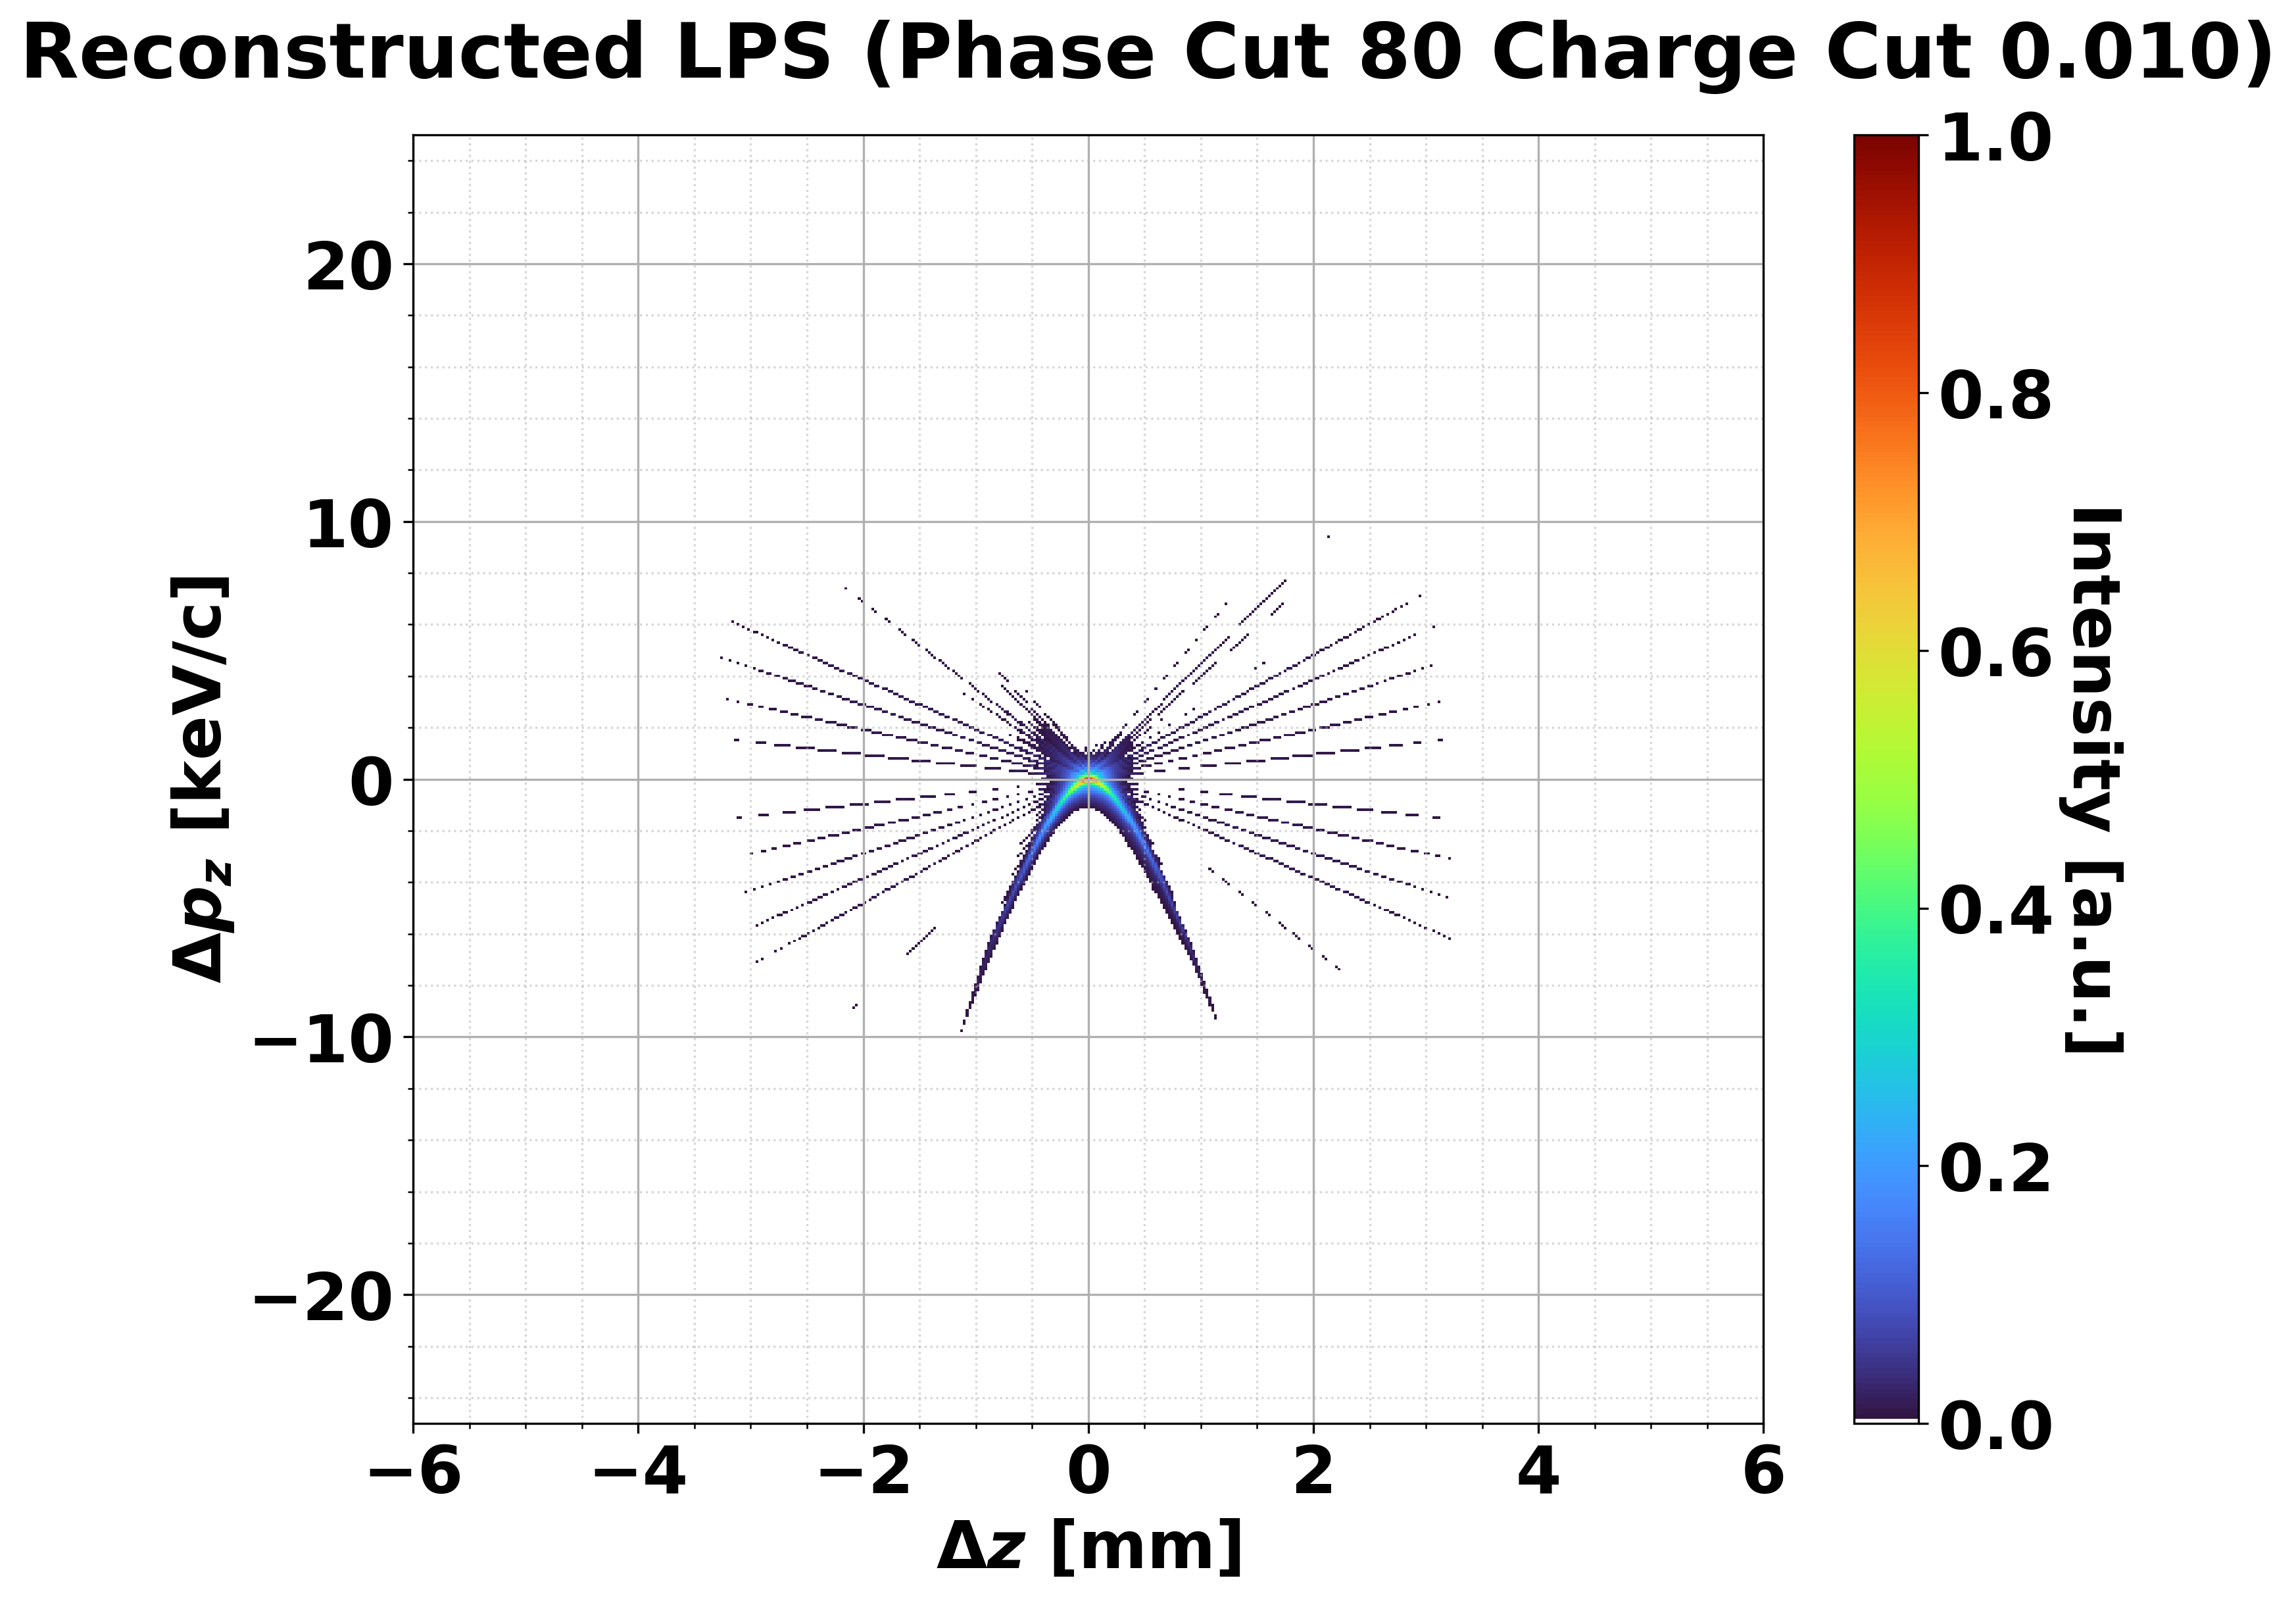 Reconstructed LPS (Phase Cut 80 Charge Cut 0.010)
20
10
0
−10
−20
Δp_z [keV/c]
−6 −4 −2 0 2 4 6
Δz [mm]
1.0
0.8
0.6
0.4
0.2
0.0
Intensity [a.u.]